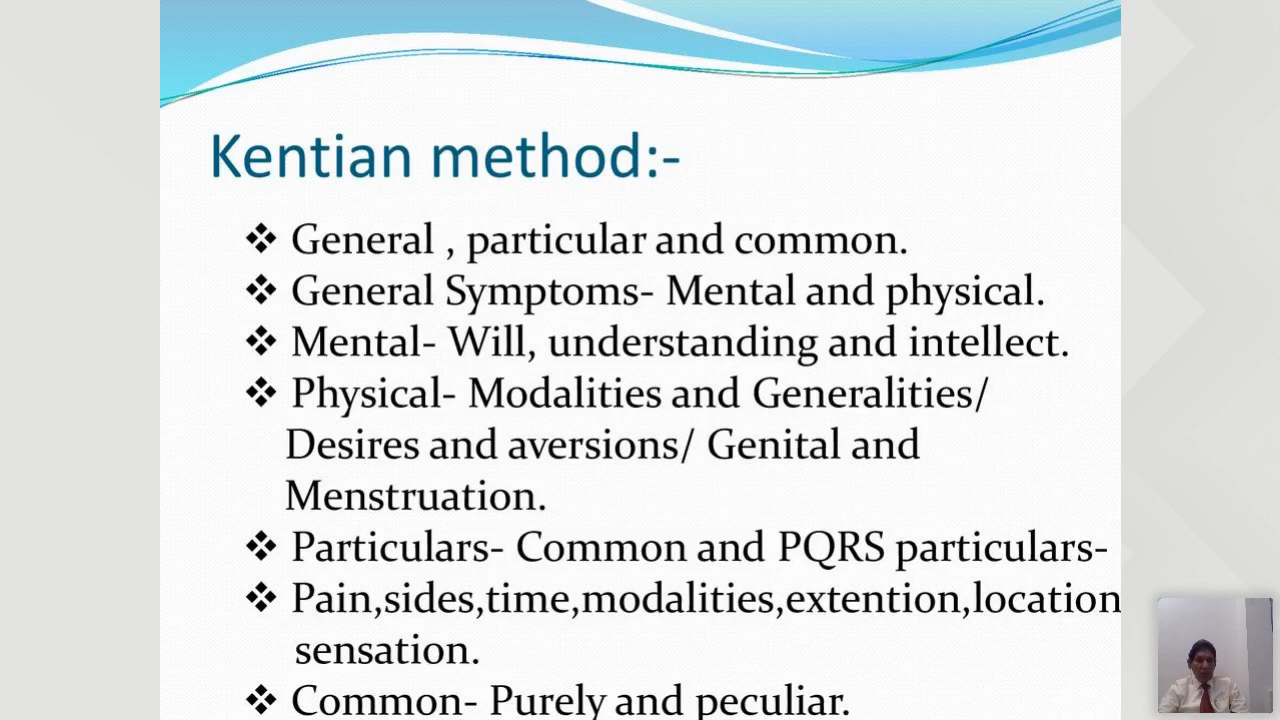 Kentian method:-
❖ General , particular and common.
❖ General Symptoms- Mental and physical.
❖ Mental- Will, understanding and intellect.
❖ Physical- Modalities and Generalities/
Desires and aversions/ Genital and
Menstruation.
❖ Particulars- Common and PQRS particulars-
❖ Pain,sides,time,modalities,extention,location
sensation.
❖ Common- Purely and peculiar.